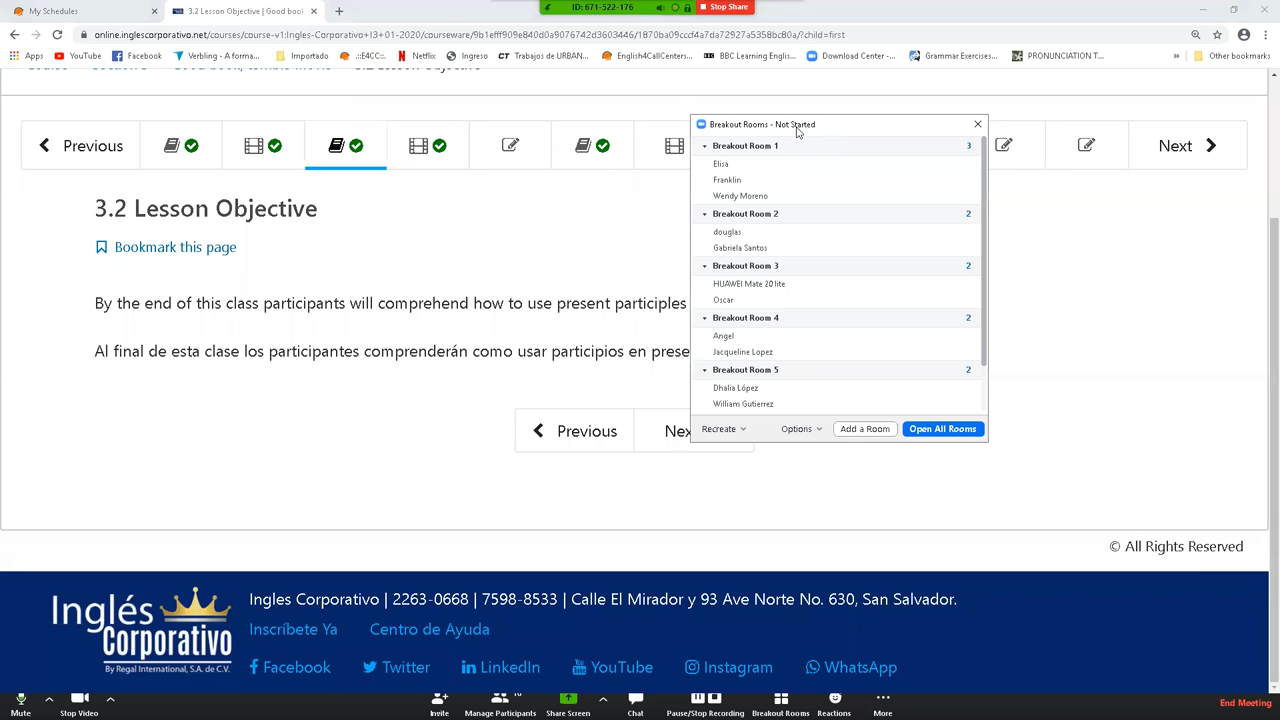 My Schedules
3.2 Lesson Objective | Good book
ID: 671-522-176
Stop Share
online.inglescorporativo.net/courses/course-v1:Ingles-Corporativo+I3+01-2020/courseware/9b1efff909e840d0a9076742d3603446/1870ba09cccf4a7da72927a5358bc80a/?child=first
Apps YouTube Facebook Verbling - A forma... Importado .::E4CC::. Netflix Ingreso Trabajos de URBAN... English4CallCenters... BBC Learning Engli... Download Center -... Grammar Exercises... PRONUNCIATION T... » Other bookmarks
3.2 Lesson Objective
Previous
Next
3.2 Lesson Objective
Bookmark this page
By the end of this class participants will comprehend how to use present participles
Al final de esta clase los participantes comprenderán como usar participios en prese
Previous
Nex
Breakout Rooms - Not Started
Breakout Room 1 3
Elisa
Franklin
Wendy Moreno
Breakout Room 2 2
douglas
Gabriela Santos
Breakout Room 3 2
HUAWEI Mate 20 lite
Oscar
Breakout Room 4 2
Angel
Jacqueline Lopez
Breakout Room 5 2
Dhalia López
William Gutierrez
Recreate Options Add a Room Open All Rooms
© All Rights Reserved
Inglés Corporativo
By Regal International, S.A. de C.V.
Ingles Corporativo | 2263-0668 | 7598-8533 | Calle El Mirador y 93 Ave Norte No. 630, San Salvador.
Inscríbete Ya Centro de Ayuda
Facebook Twitter LinkedIn YouTube Instagram WhatsApp
Mute Stop Video Invite Manage Participants Share Screen Chat Pause/Stop Recording Breakout Rooms Reactions More
End Meeting